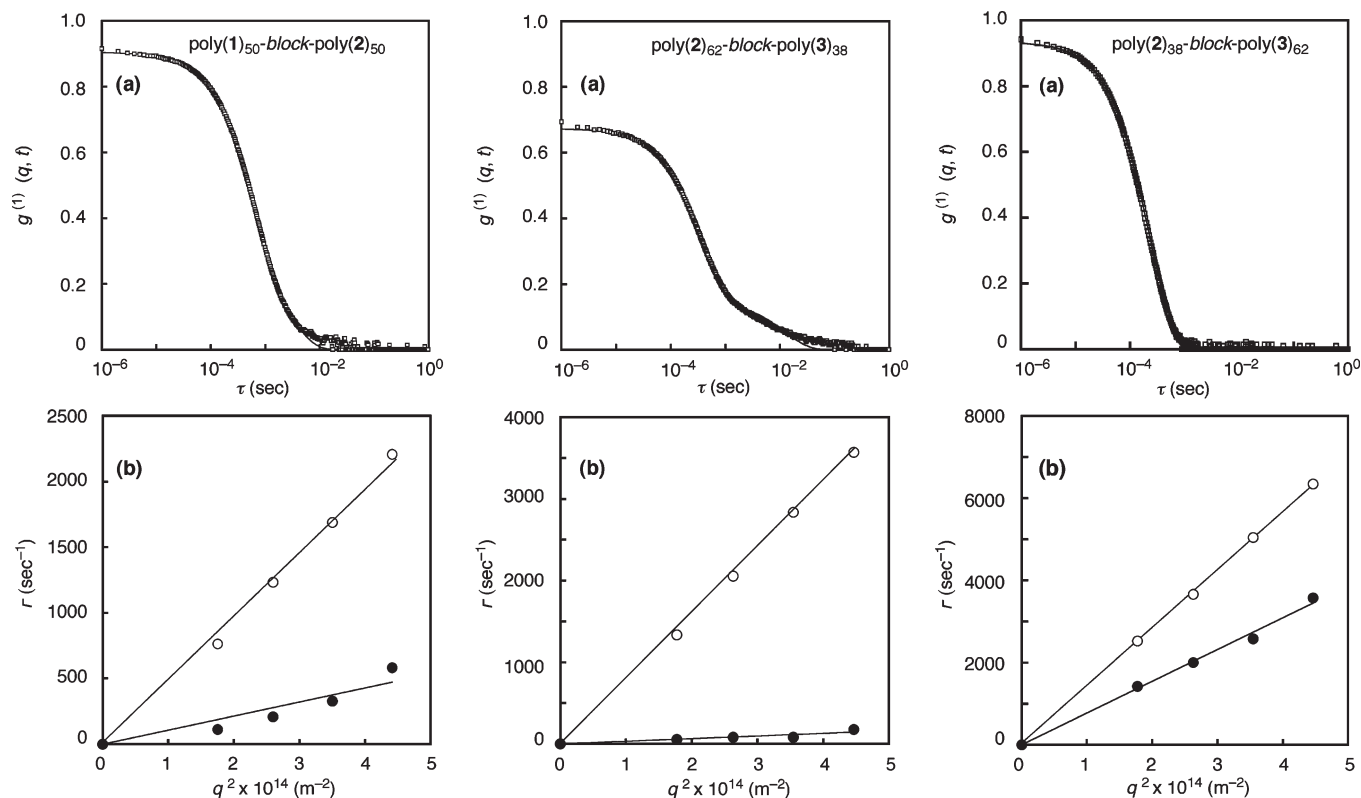 poly(1)50-block-poly(2)50
(a)
g (1) (q, t)
1.0
0.8
0.6
0.4
0.2
0
10−6
10−4
10−2
100
τ (sec)
poly(2)62-block-poly(3)38
(a)
g (1) (q, t)
1.0
0.8
0.6
0.4
0.2
0
10−6
10−4
10−2
100
τ (sec)
poly(2)38-block-poly(3)62
(a)
g (1) (q, t)
1.0
0.8
0.6
0.4
0.2
0
10−6
10−4
10−2
100
τ (sec)
(b)
r (sec−1)
2500
2000
1500
1000
500
0
0 1 2 3 4 5
q 2 x 1014 (m−2)
(b)
r (sec−1)
4000
3000
2000
1000
0
0 1 2 3 4 5
q 2 x 1014 (m−2)
(b)
r (sec−1)
8000
6000
4000
2000
0
0 1 2 3 4 5
q 2 x 1014 (m−2)